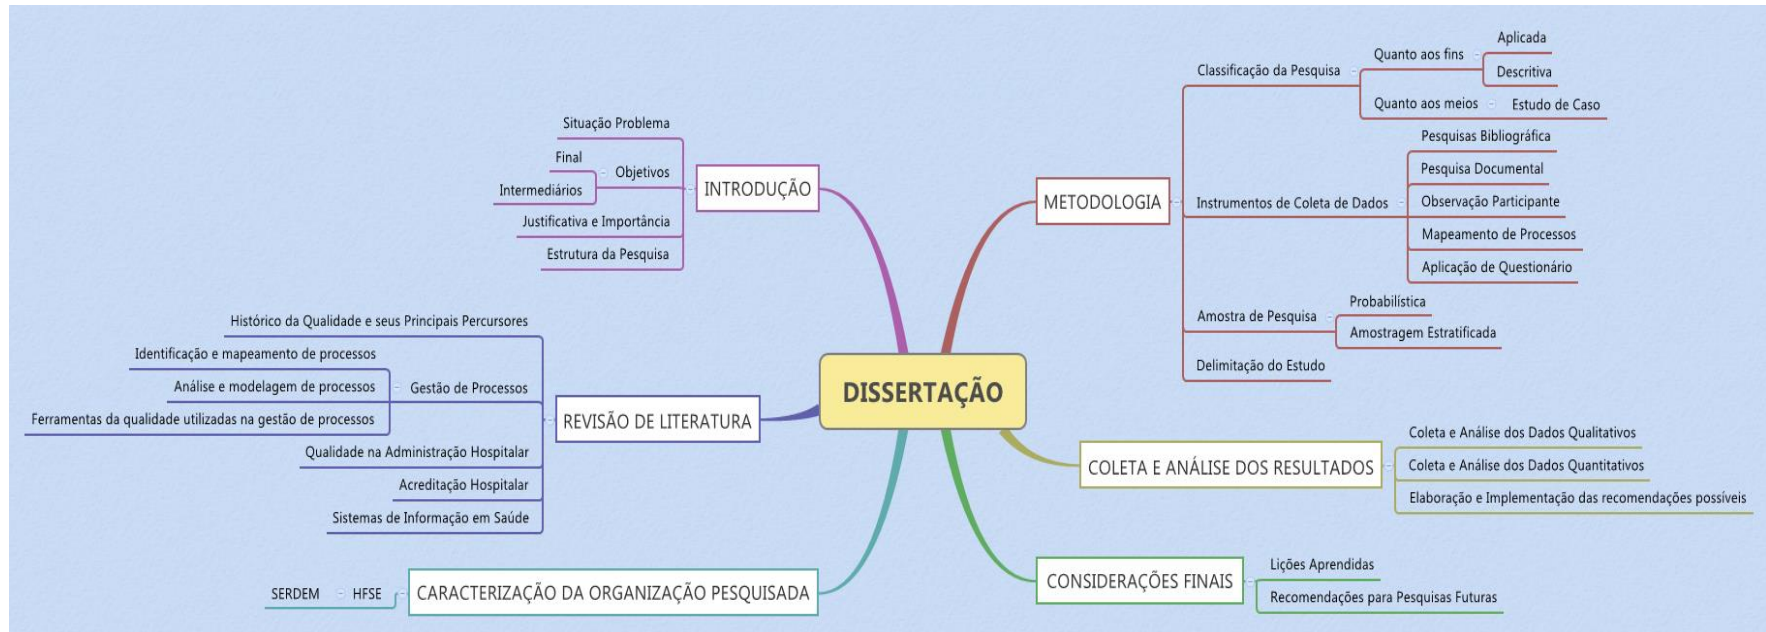 DISSERTAÇÃO
INTRODUÇÃO
Situação Problema
Objetivos
Final
Intermediários
Justificativa e Importância
Estrutura da Pesquisa
REVISÃO DE LITERATURA
Histórico da Qualidade e seus Principais Percursores
Gestão de Processos
Identificação e mapeamento de processos
Análise e modelagem de processos
Ferramentas da qualidade utilizadas na gestão de processos
Qualidade na Administração Hospitalar
Acreditação Hospitalar
Sistemas de Informação em Saúde
CARACTERIZAÇÃO DA ORGANIZAÇÃO PESQUISADA
HFSE
SERDEM
METODOLOGIA
Classificação da Pesquisa
Quanto aos fins
Aplicada
Descritiva
Quanto aos meios
Estudo de Caso
Instrumentos de Coleta de Dados
Pesquisas Bibliográfica
Pesquisa Documental
Observação Participante
Mapeamento de Processos
Aplicação de Questionário
Amostra de Pesquisa
Probabilística
Amostragem Estratificada
Delimitação do Estudo
COLETA E ANÁLISE DOS RESULTADOS
Coleta e Análise dos Dados Qualitativos
Coleta e Análise dos Dados Quantitativos
Elaboração e Implementação das recomendações possíveis
CONSIDERAÇÕES FINAIS
Lições Aprendidas
Recomendações para Pesquisas Futuras